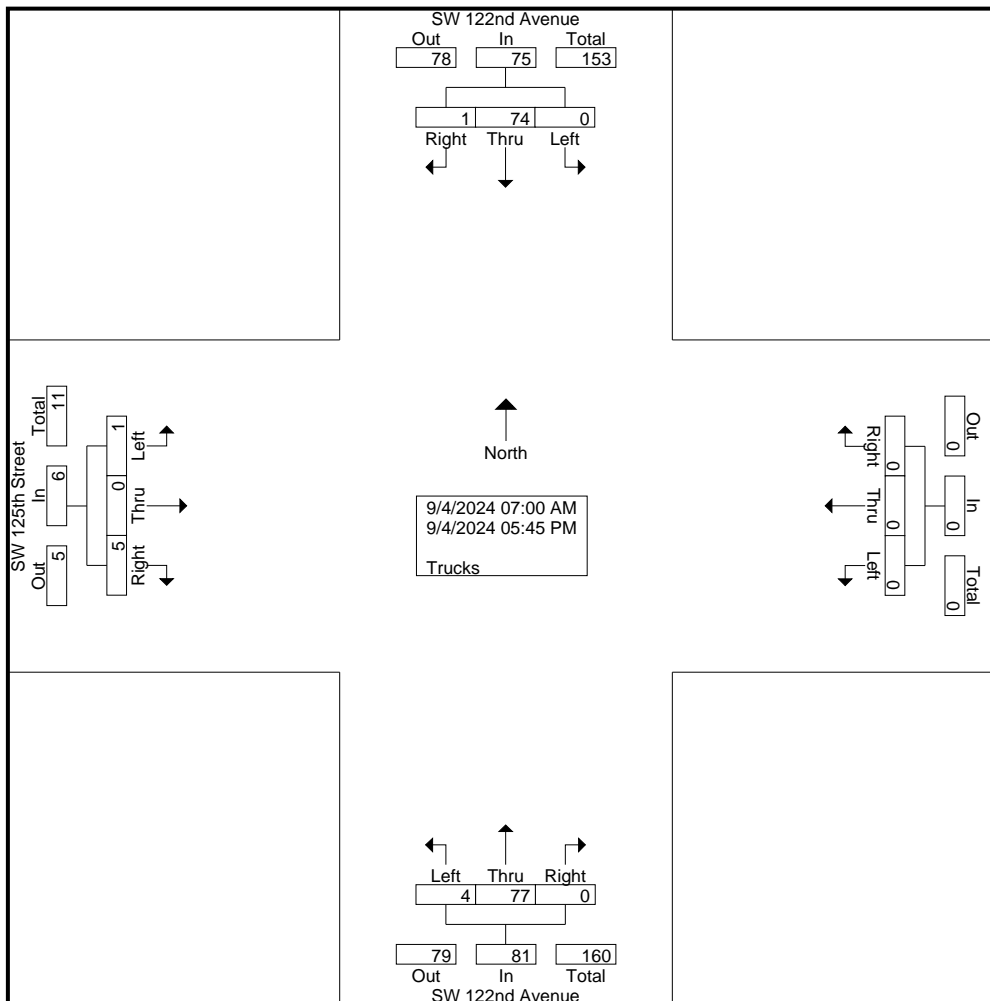 SW 122nd Avenue
Out In Total
78 75 153
1 74 0
Right Thru Left
SW 125th Street
Total In Out
11 6 5
1 0 5
Left Thru Right
North
9/4/2024 07:00 AM
9/4/2024 05:45 PM
Trucks
Right Thru Left
0 0 0
Out In Total
0 0 0
Left Thru Right
4 77 0
79 81 160
Out In Total
SW 122nd Avenue